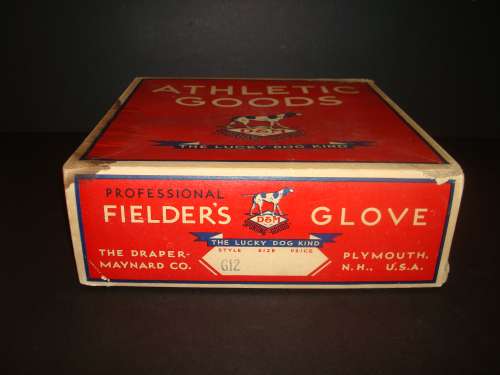 ATHLETIC
GOODS
D&M
THE LUCKY DOG KIND
PROFESSIONAL
FIELDER'S GLOVE
D&M
THE LUCKY DOG KIND
STYLE SIZE PRICE
G12
THE DRAPER-
MAYNARD CO.
PLYMOUTH,
N.H., U.S.A.